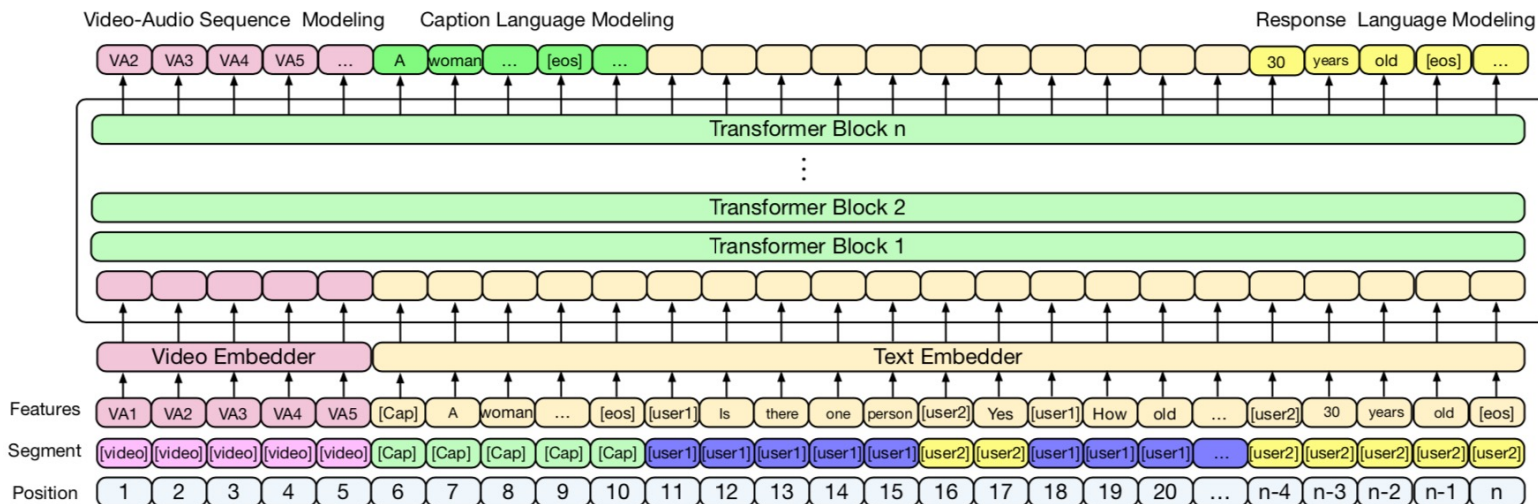 Video-Audio Sequence Modeling Caption Language Modeling Response Language Modeling
VA2 VA3 VA4 VA5 ... A woman ... [eos] ... 30 years old [eos] ...
Transformer Block n
⋮
Transformer Block 2
Transformer Block 1
Video Embedder Text Embedder
Features VA1 VA2 VA3 VA4 VA5 [Cap] A woman ... [eos] [user1] Is there one person [user2] Yes [user1] How old ... [user2] 30 years old [eos]
Segment [video] [video] [video] [video] [video] [Cap] [Cap] [Cap] [Cap] [Cap] [user1] [user1] [user1] [user1] [user1] [user2] [user2] [user1] [user1] [user1] ... [user2] [user2] [user2] [user2] [user2]
Position 1 2 3 4 5 6 7 8 9 10 11 12 13 14 15 16 17 18 19 20 ... n-4 n-3 n-2 n-1 n